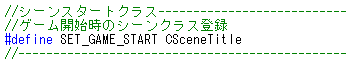 //シーンスタートクラス---------------------------
//ゲーム開始時のシーンクラス登録
#define SET_GAME_START CSceneTitle
//-----------------------------------------------